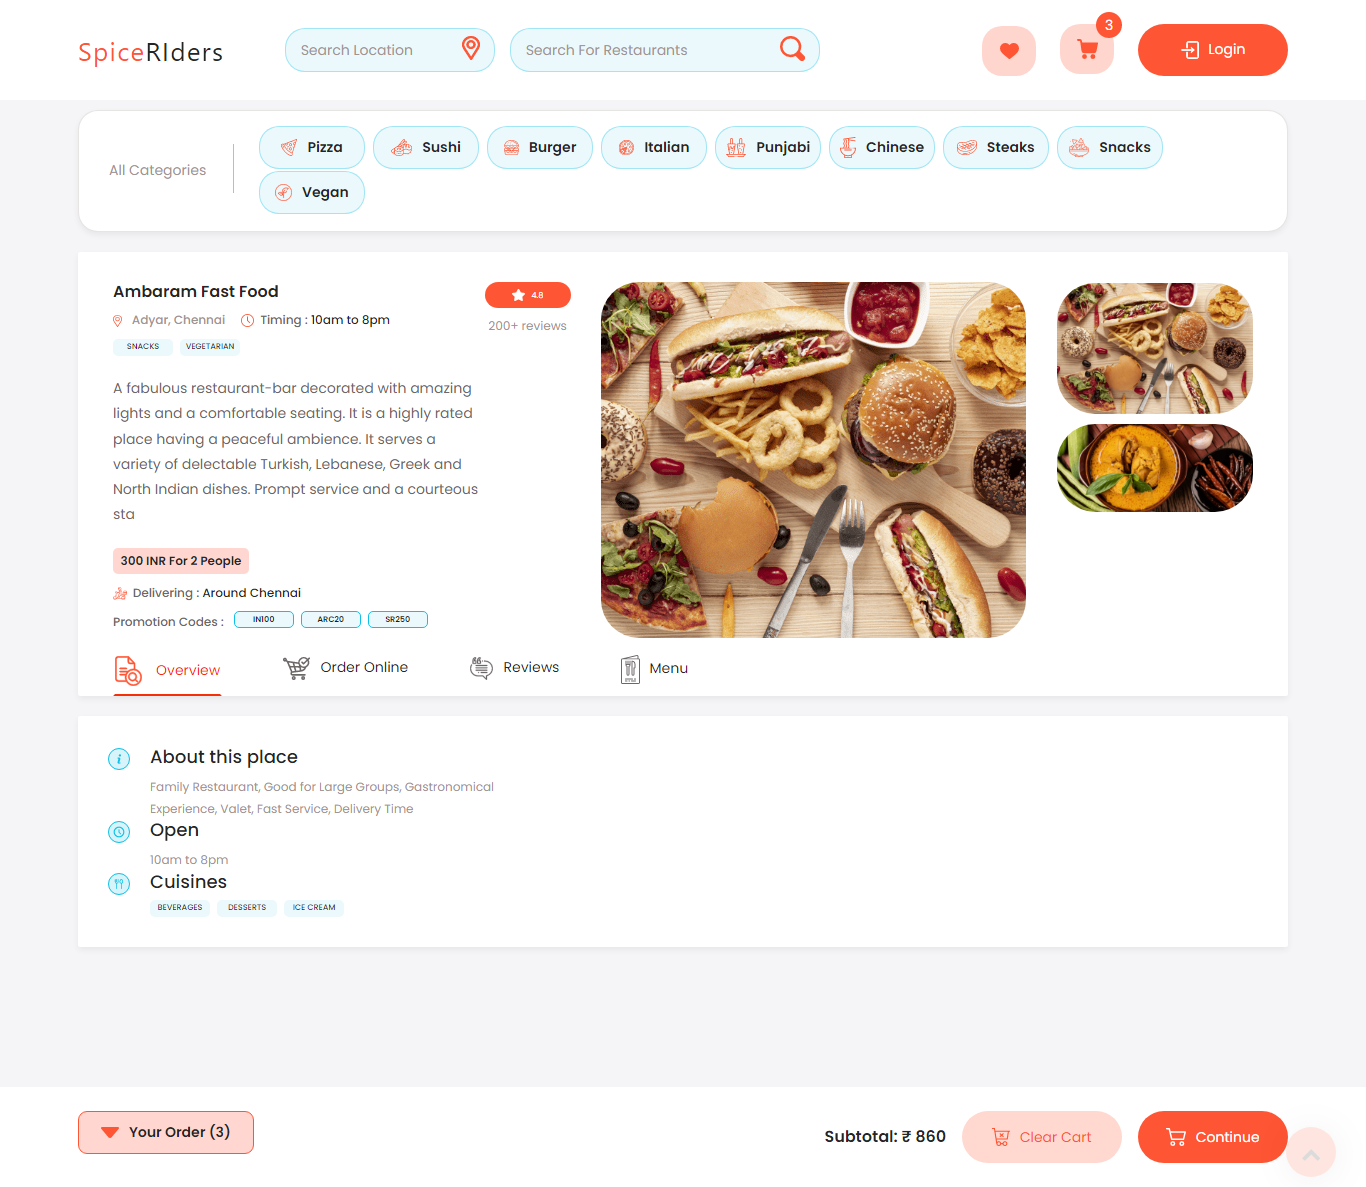 SpiceRIders
Search Location
Search For Restaurants
3
Login
All Categories
Pizza
Sushi
Burger
Italian
Punjabi
Chinese
Steaks
Snacks
Vegan
Ambaram Fast Food
4.8
Adyar, Chennai
Timing : 10am to 8pm
200+ reviews
SNACKS
VEGETARIAN
A fabulous restaurant-bar decorated with amazing
lights and a comfortable seating. It is a highly rated
place having a peaceful ambience. It serves a
variety of delectable Turkish, Lebanese, Greek and
North Indian dishes. Prompt service and a courteous
sta
300 INR For 2 People
Delivering : Around Chennai
Promotion Codes :
IN100
ARC20
SR250
Overview
Order Online
Reviews
Menu
About this place
Family Restaurant, Good for Large Groups, Gastronomical
Experience, Valet, Fast Service, Delivery Time
Open
10am to 8pm
Cuisines
BEVERAGES
DESSERTS
ICE CREAM
Your Order (3)
Subtotal: ₹ 860
Clear Cart
Continue